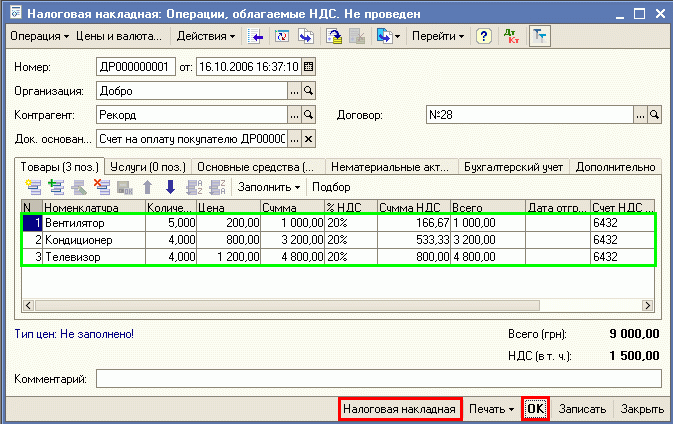 Налоговая накладная: Операции, облагаемые НДС. Не проведен
Операция Цены и валюта... Действия Перейти ? Дт Кт Тт
Номер: ДР000000001 от: 16.10.2006 16:37:10
Организация: Добро ...
Контрагент: Рекорд ... Договор: №28 ...
Док. основан... Счет на оплату покупателю ДР0000( ... ×
Товары (3 поз.) Услуги (0 поз.) Основные средства (... Нематериальные акт... Бухгалтерский учет Дополнительно
Заполнить Подбор
N Номенклатура Количе... Цена Сумма % НДС Сумма НДС Всего Дата отгр... Счет НДС ...
1 Вентилятор 5,000 200,00 1 000,00 20% 166,67 1 000,00 6432
2 Кондиционер 4,000 800,00 3 200,00 20% 533,33 3 200,00 6432
3 Телевизор 4,000 1 200,00 4 800,00 20% 800,00 4 800,00 6432
Тип цен: Не заполнено! Всего (грн): 9 000,00
НДС (в т. ч.): 1 500,00
Комментарий:
Налоговая накладная Печать OK Записать Закрыть